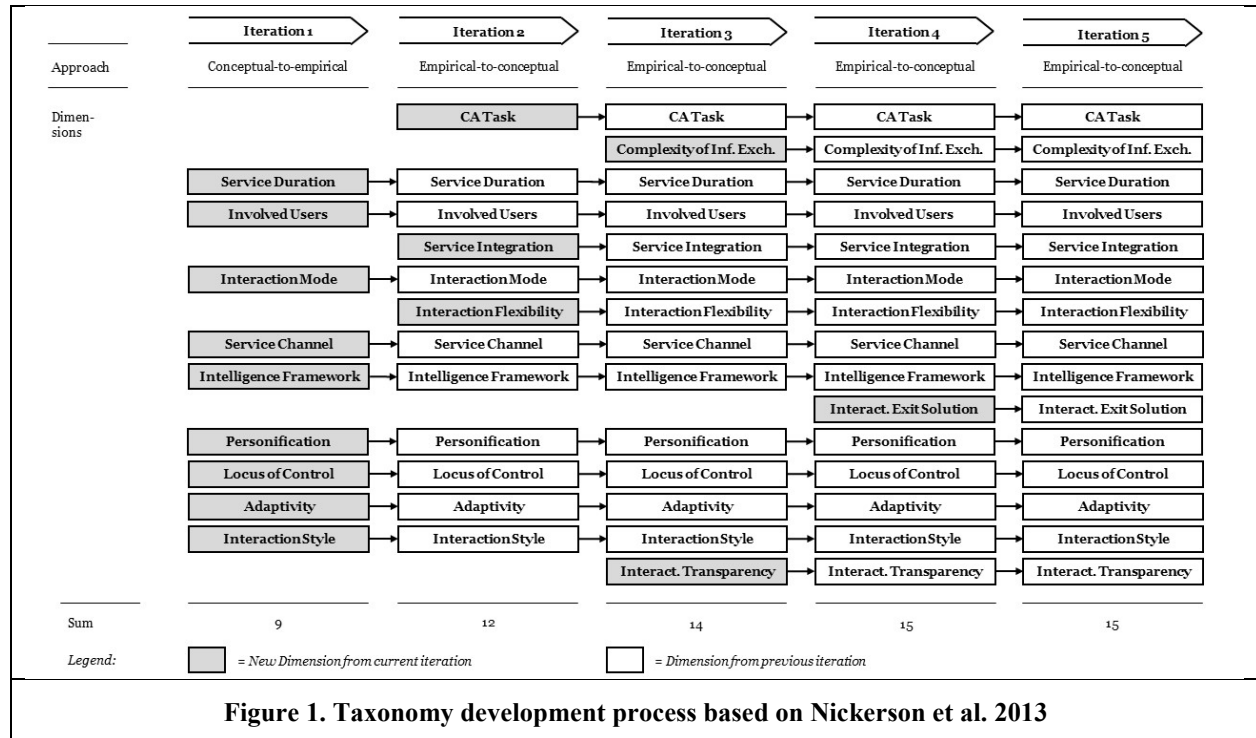 Iteration 1 Iteration 2 Iteration 3 Iteration 4 Iteration 5
Approach Conceptual-to-empirical Empirical-to-conceptual Empirical-to-conceptual Empirical-to-conceptual Empirical-to-conceptual
Dimen-
sions
CA Task CA Task CA Task CA Task
Complexity of Inf. Exch. Complexity of Inf. Exch. Complexity of Inf. Exch.
Service Duration Service Duration Service Duration Service Duration Service Duration
Involved Users Involved Users Involved Users Involved Users Involved Users
Service Integration Service Integration Service Integration Service Integration
Interaction Mode Interaction Mode Interaction Mode Interaction Mode Interaction Mode
Interaction Flexibility Interaction Flexibility Interaction Flexibility Interaction Flexibility
Service Channel Service Channel Service Channel Service Channel Service Channel
Intelligence Framework Intelligence Framework Intelligence Framework Intelligence Framework Intelligence Framework
Interact. Exit Solution Interact. Exit Solution
Personification Personification Personification Personification Personification
Locus of Control Locus of Control Locus of Control Locus of Control Locus of Control
Adaptivity Adaptivity Adaptivity Adaptivity Adaptivity
Interaction Style Interaction Style Interaction Style Interaction Style Interaction Style
Interact. Transparency Interact. Transparency Interact. Transparency
Sum 9 12 14 15 15
Legend: = New Dimension from current iteration = Dimension from previous iteration
Figure 1. Taxonomy development process based on Nickerson et al. 2013